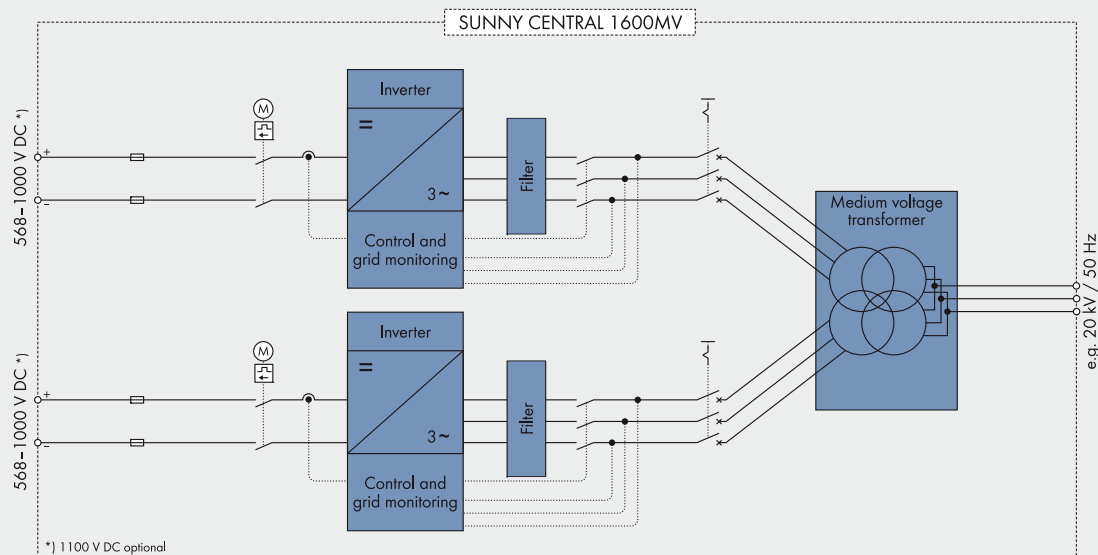 SUNNY CENTRAL 1600MV
568–1000 V DC *)
+
–
M
Inverter
=
3~
Control and
grid monitoring
Filter
Medium voltage
transformer
e.g. 20 kV / 50 Hz
568–1000 V DC *)
+
–
M
Inverter
=
3~
Control and
grid monitoring
Filter
*) 1100 V DC optional